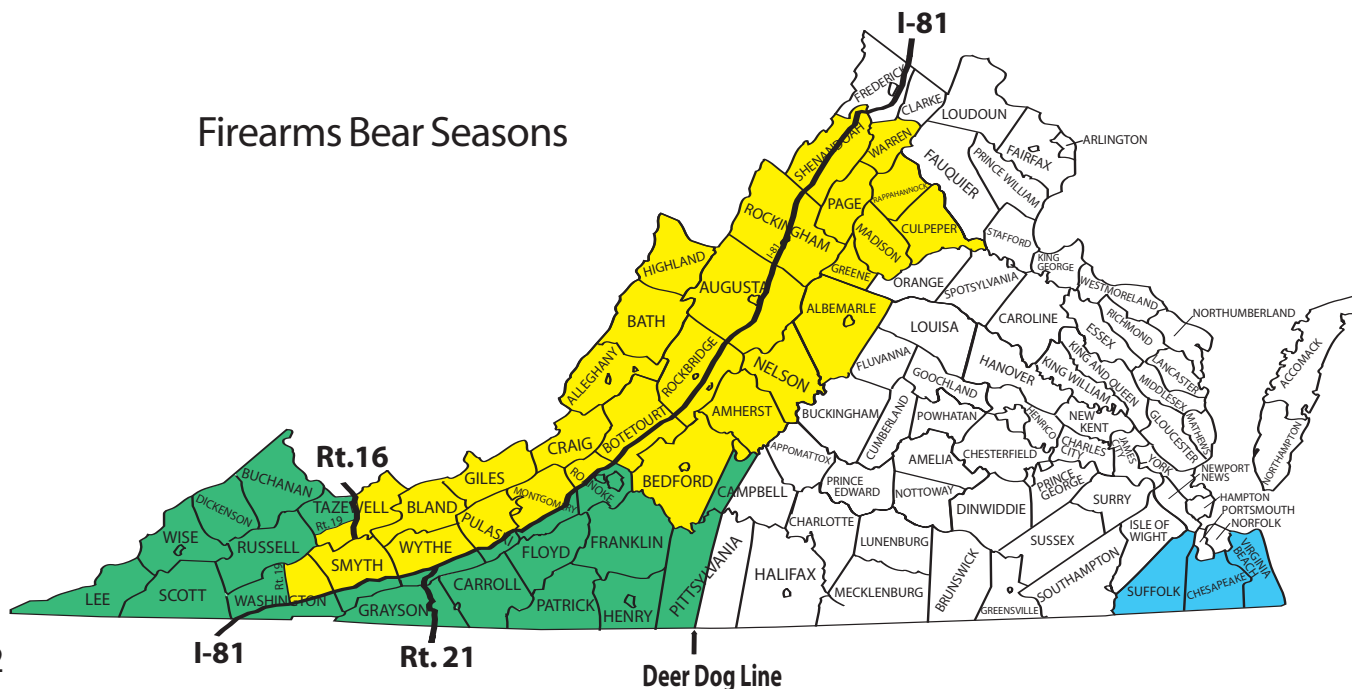 Firearms Bear Seasons
I-81
FREDERICK
CLARKE
LOUDOUN
ARLINGTON
SHENANDOAH
WARREN
FAUQUIER
PRINCE WILLIAM
FAIRFAX
PAGE
RAPPAHANNOCK
ROCKINGHAM
I-81
MADISON
CULPEPER
STAFFORD
HIGHLAND
GREENE
KING
GEORGE
AUGUSTA
ORANGE
SPOTSYLVANIA
WESTMORELAND
BATH
ALBEMARLE
LOUISA
CAROLINE
ESSEX
RICHMOND
NORTHUMBERLAND
ALLEGHANY
ROCKBRIDGE
NELSON
FLUVANNA
GOOCHLAND
HANOVER
KING WILLIAM
KING AND QUEEN
LANCASTER
MIDDLESEX
ACCOMACK
CRAIG
BOTETOURT
AMHERST
BUCKINGHAM
CUMBERLAND
POWHATAN
HENRICO
NEW
KENT
GLOUCESTER
MATHEWS
Rt.16
GILES
ROANOKE
BEDFORD
APPOMATTOX
AMELIA
CHESTERFIELD
CHARLES
CITY
JAMES
CITY
YORK
NORTHAMPTON
BUCHANAN
DICKENSON
TAZEWELL
Rt. 19
BLAND
PULASKI
MONTGOMERY
CAMPBELL
PRINCE
EDWARD
NOTTOWAY
PRINCE
GEORGE
SURRY
NEWPORT
NEWS
HAMPTON
PORTSMOUTH
NORFOLK
WISE
RUSSELL
SMYTH
WYTHE
FLOYD
FRANKLIN
CHARLOTTE
LUNENBURG
DINWIDDIE
SUSSEX
ISLE OF
WIGHT
LEE
SCOTT
Rt. 19
WASHINGTON
GRAYSON
CARROLL
PATRICK
HENRY
PITTSYLVANIA
HALIFAX
MECKLENBURG
BRUNSWICK
GREENSVILLE
SOUTHAMPTON
SUFFOLK
CHESAPEAKE
VIRGINIA
BEACH
I-81
Rt. 21
Deer Dog Line